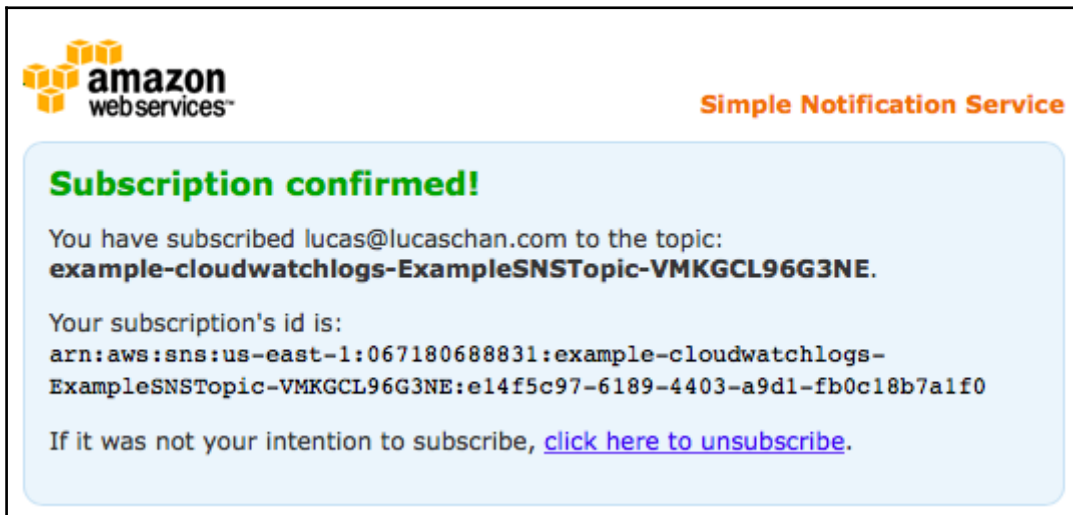 amazon
webservices™
Simple Notification Service
Subscription confirmed!
You have subscribed lucas@lucaschan.com to the topic:
example-cloudwatchlogs-ExampleSNSTopic-VMKGCL96G3NE.
Your subscription's id is:
arn:aws:sns:us-east-1:067180688831:example-cloudwatchlogs-
ExampleSNSTopic-VMKGCL96G3NE:e14f5c97-6189-4403-a9d1-fb0c18b7a1f0
If it was not your intention to subscribe, click here to unsubscribe.